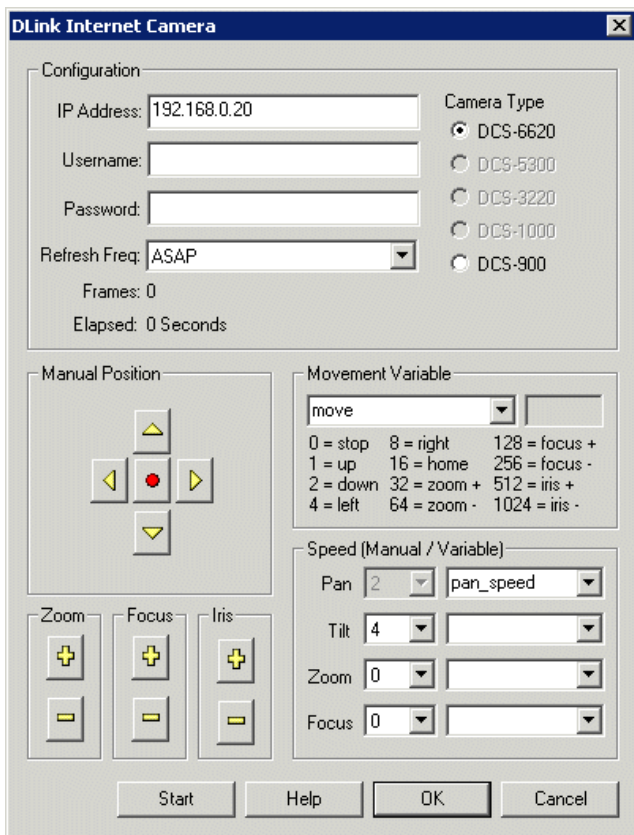 DLink Internet Camera
Configuration
IP Address: 192.168.0.20
Username:
Password:
Refresh Freq: ASAP
Frames: 0
Elapsed: 0 Seconds
Camera Type
DCS-6620
DCS-5300
DCS-3220
DCS-1000
DCS-900
Manual Position
Movement Variable
move
0 = stop 8 = right 128 = focus +
1 = up 16 = home 256 = focus -
2 = down 32 = zoom + 512 = iris +
4 = left 64 = zoom - 1024 = iris -
Speed (Manual / Variable)
Pan 2 pan_speed
Tilt 4
Zoom 0
Focus 0
Zoom Focus Iris
Start Help OK Cancel